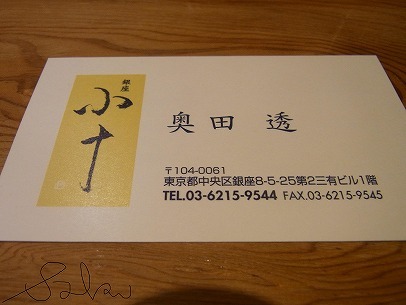 銀座
小十
奥田 透
〒104-0061
東京都中央区銀座8-5-25第2三有ビル1階
TEL.03-6215-9544 FAX.03-6215-9545